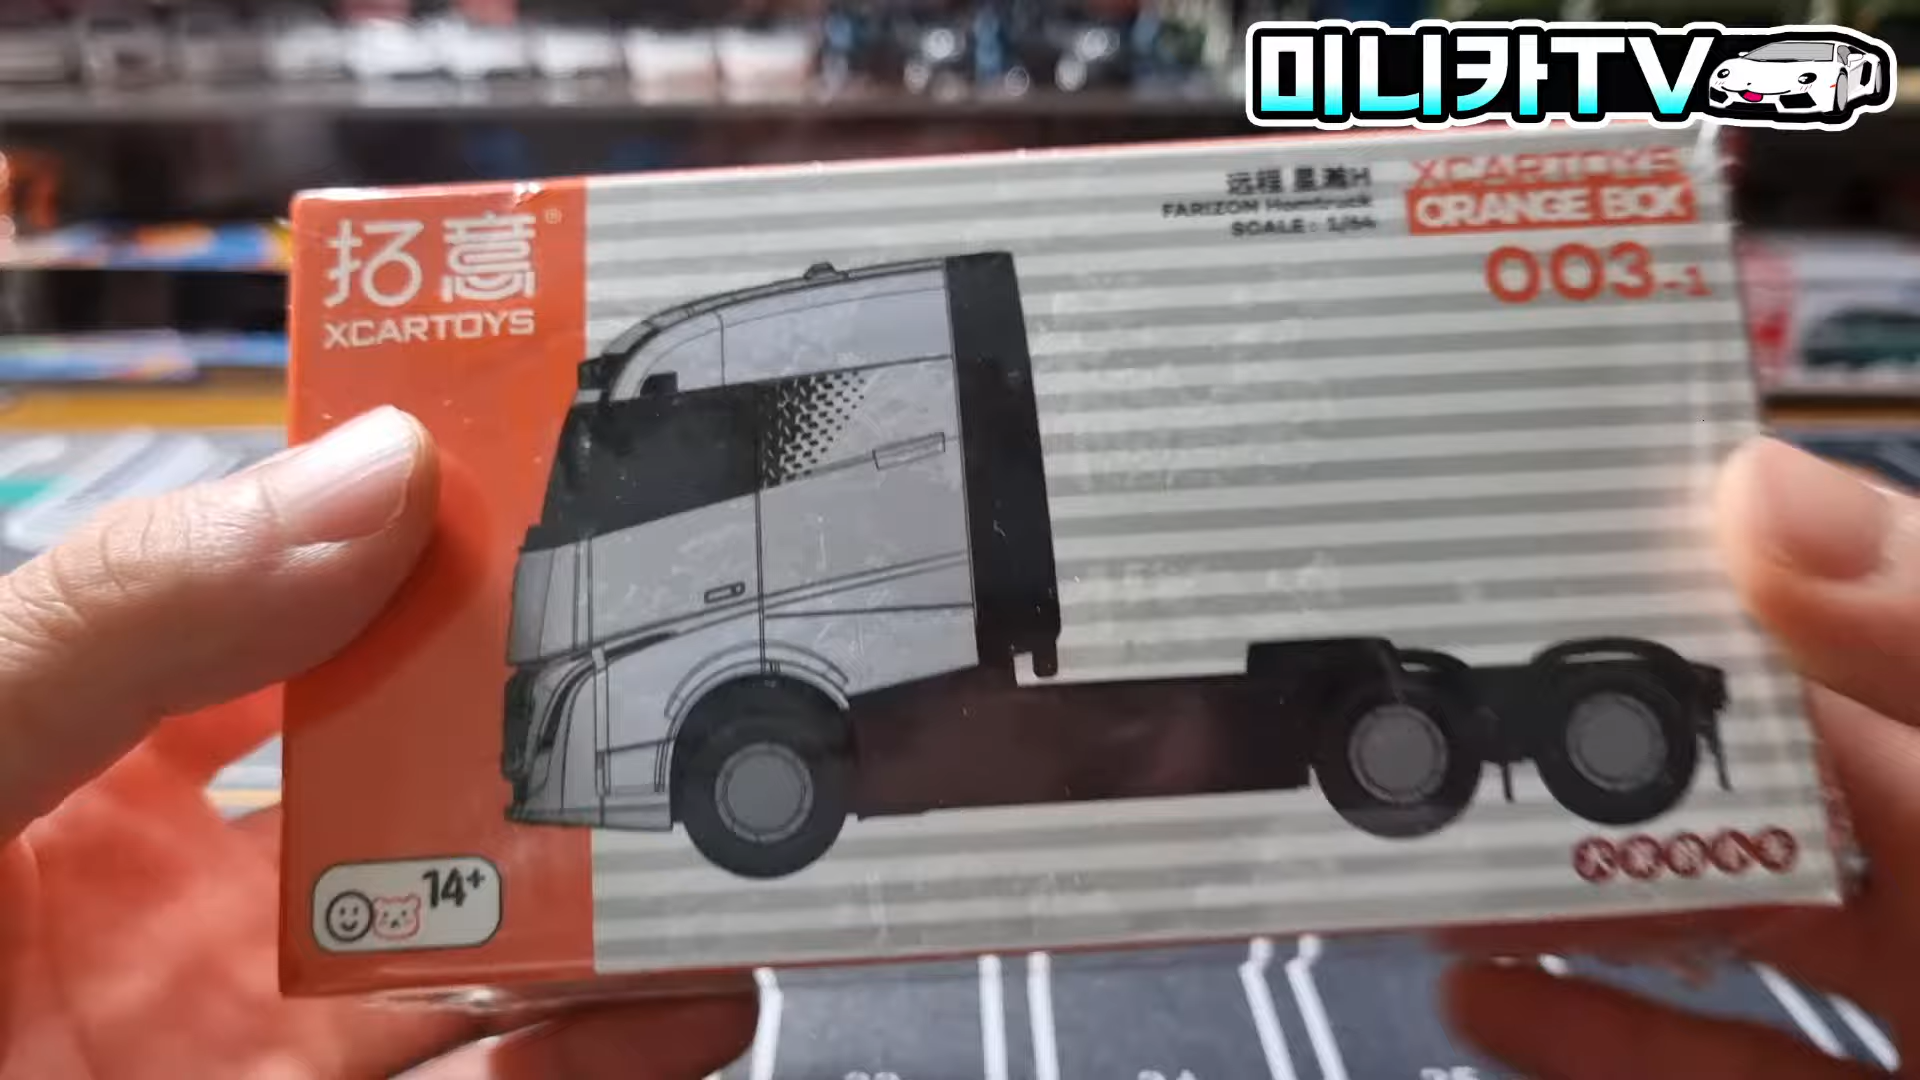 미니카TV
拓意®
XCARTOYS
远程 星瀚H
FARIZON Homtruck
SCALE: 1/64
XCARTOYS
ORANGE BOX
003-1
14+